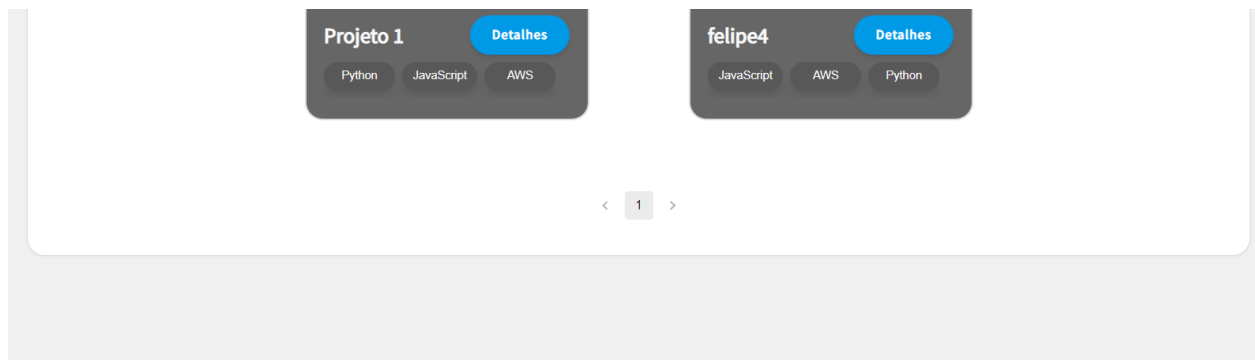 Projeto 1 Detalhes
Python JavaScript AWS
felipe4 Detalhes
JavaScript AWS Python
< 1 >